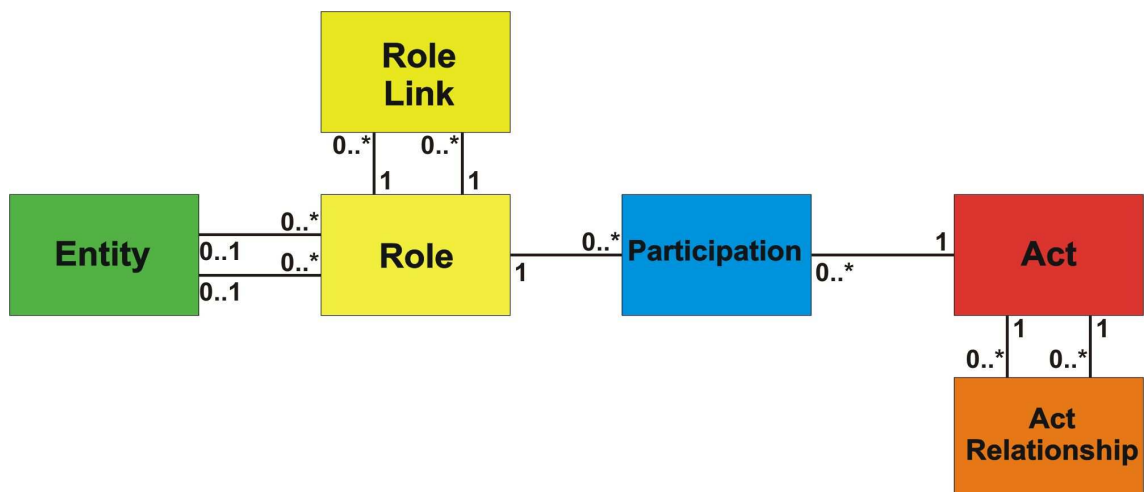 Role
Link
0..*
0..*
1
1
Entity
0..1
0..*
0..1
0..*
Role
1
0..*
Participation
0..*
1
Act
1
1
0..*
0..*
Act
Relationship